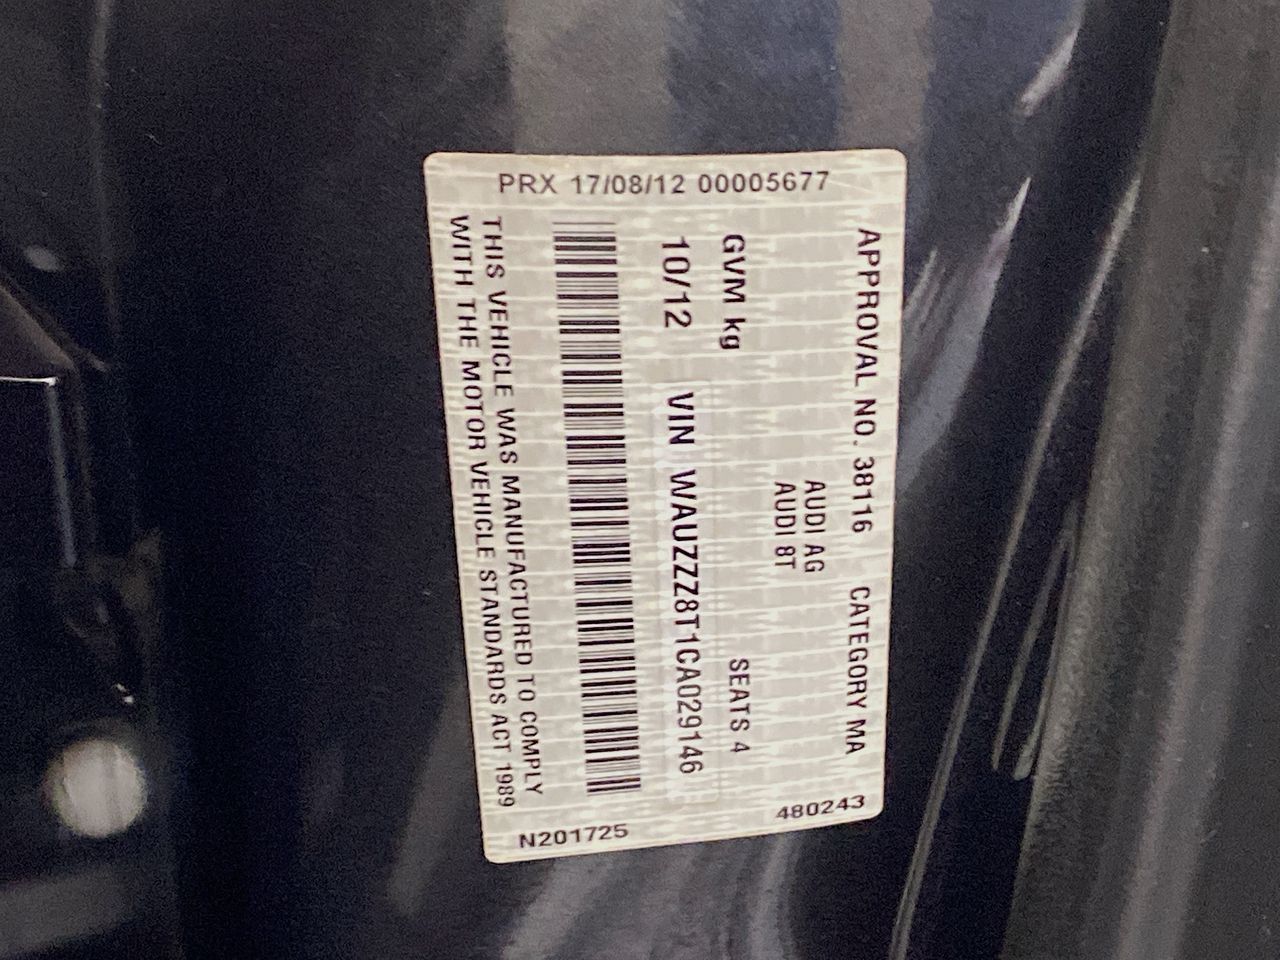 PRX 17/08/12 00005677
APPROVAL NO. 38116 CATEGORY MA
AUDI AG
AUDI 8T
GVM kg SEATS 4
10/12 VIN WAUZZZ8T1CA029146
THIS VEHICLE WAS MANUFACTURED TO COMPLY
WITH THE MOTOR VEHICLE STANDARDS ACT 1989
N201725
480243